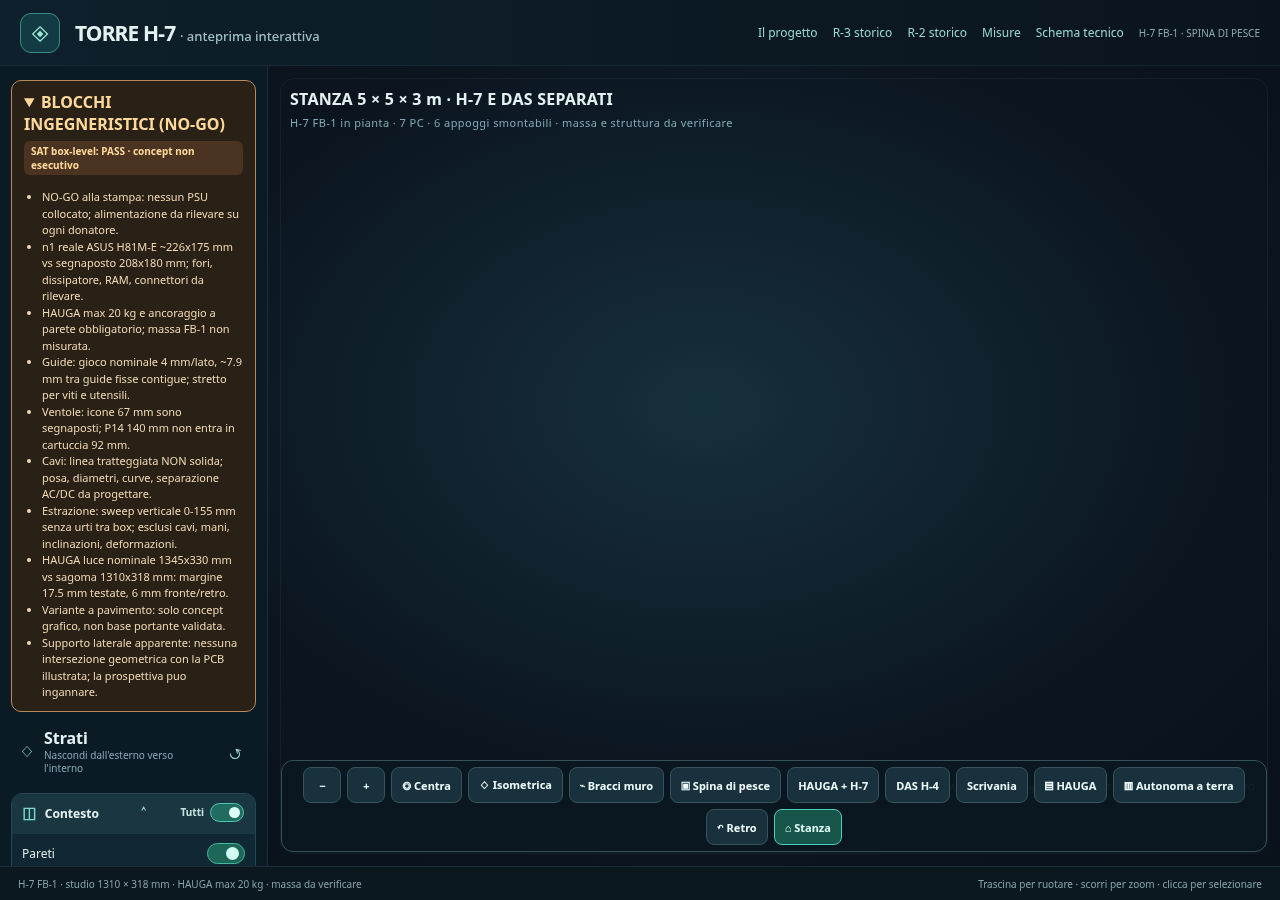 TORRE H-7 · anteprima interattiva
Il progetto R-3 storico R-2 storico Misure Schema tecnico H-7 FB-1 · SPINA DI PESCE
▼ BLOCCHI
INGEGNERISTICI (NO-GO)
SAT box-level: PASS · concept non
esecutivo
• NO-GO alla stampa: nessun PSU
collocato; alimentazione da rilevare su
ogni donatore.
• n1 reale ASUS H81M-E ~226x175 mm
vs segnaposto 208x180 mm; fori,
dissipatore, RAM, connettori da
rilevare.
• HAUGA max 20 kg e ancoraggio a
parete obbligatorio; massa FB-1 non
misurata.
• Guide: gioco nominale 4 mm/lato, ~7.9
mm tra guide fisse contigue; stretto
per viti e utensili.
• Ventole: icone 67 mm sono
segnaposti; P14 140 mm non entra in
cartuccia 92 mm.
• Cavi: linea tratteggiata NON solida;
posa, diametri, curve, separazione
AC/DC da progettare.
• Estrazione: sweep verticale 0-155 mm
senza urti tra box; esclusi cavi, mani,
inclinazioni, deformazioni.
• HAUGA luce nominale 1345x330 mm
vs sagoma 1310x318 mm: margine
17.5 mm testate, 6 mm fronte/retro.
• Variante a pavimento: solo concept
grafico, non base portante validata.
• Supporto laterale apparente: nessuna
intersezione geometrica con la PCB
illustrata; la prospettiva puo
ingannare.
Strati
Nascondi dall'esterno verso
l'interno
Contesto Tutti
Pareti
STANZA 5 × 5 × 3 m · H-7 E DAS SEPARATI
H-7 FB-1 in pianta · 7 PC · 6 appoggi smontabili · massa e struttura da verificare
− + Centra Isometrica Bracci muro Spina di pesce HAUGA + H-7 DAS H-4 Scrivania HAUGA Autonoma a terra
Retro Stanza
H-7 FB-1 · studio 1310 × 318 mm · HAUGA max 20 kg · massa da verificare
Trascina per ruotare · scorri per zoom · clicca per selezionare